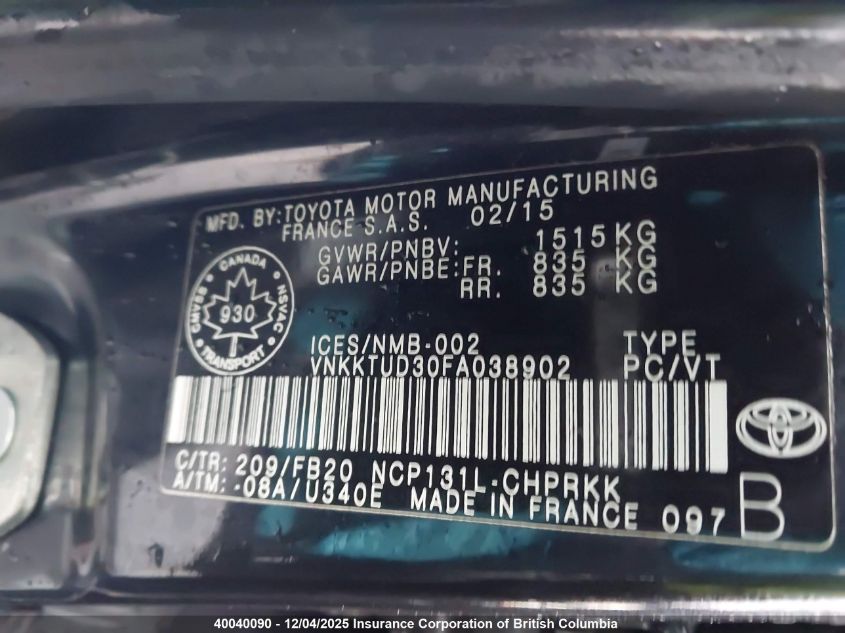 MFD. BY:TOYOTA MOTOR MANUFACTURING
FRANCE S.A.S. 02/15
GVWR/PNBV: 1515KG
GAWR/PNBE:FR. 835 KG
RR. 835 KG
CANADA
CMVSS
930
NSVAC
TRANSPORT
ICES/NMB-002 TYPE
VNKKTUD30FA038902 PC/VT
C/TR: 209/FB20 NCP131L-CHPRKK
A/TM: -08A/U340E MADE IN FRANCE 097 B
40040090 - 12/04/2025 Insurance Corporation of British Columbia